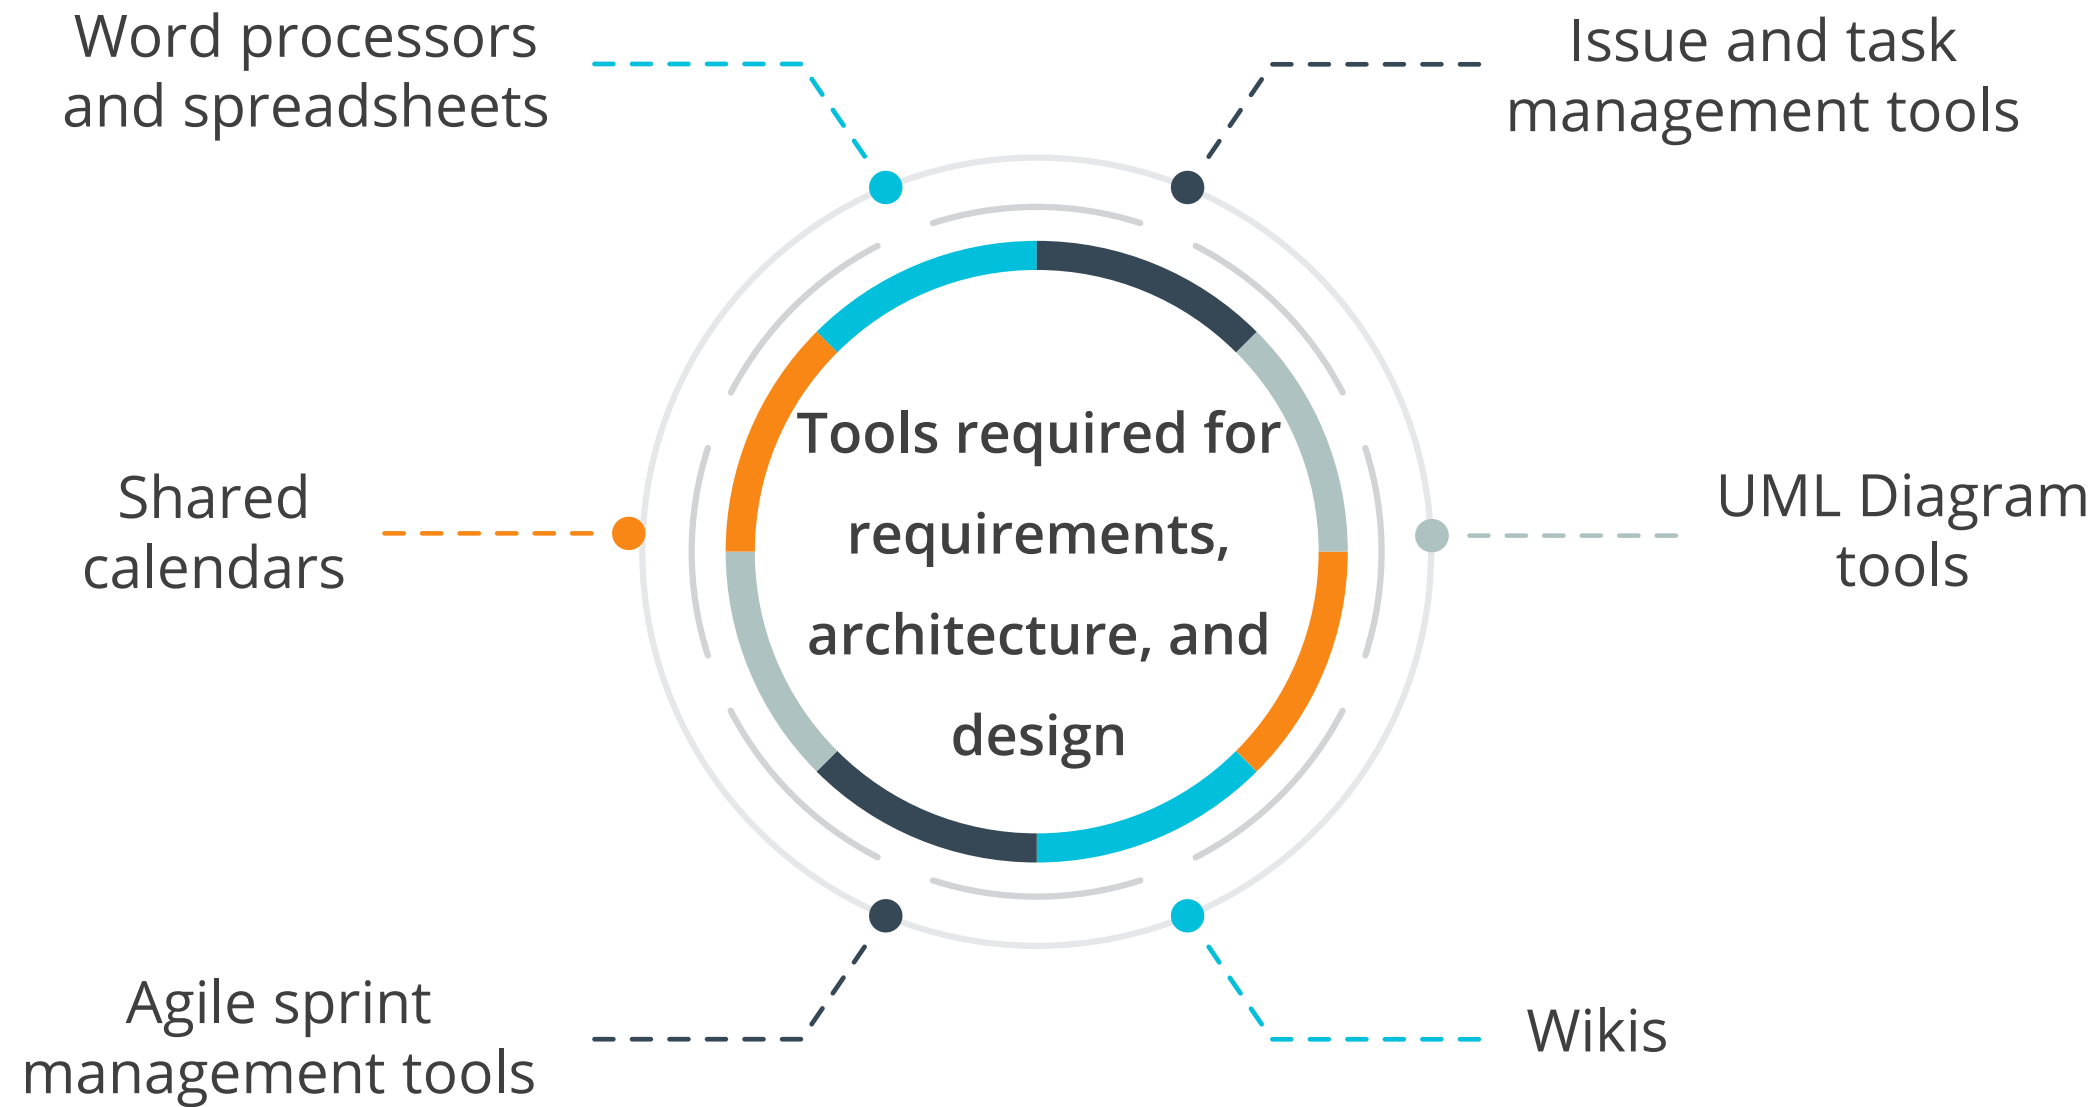 Word processors
and spreadsheets
Issue and task
management tools
Tools required for
requirements,
architecture, and
design
Shared
calendars
UML Diagram
tools
Agile sprint
management tools
Wikis